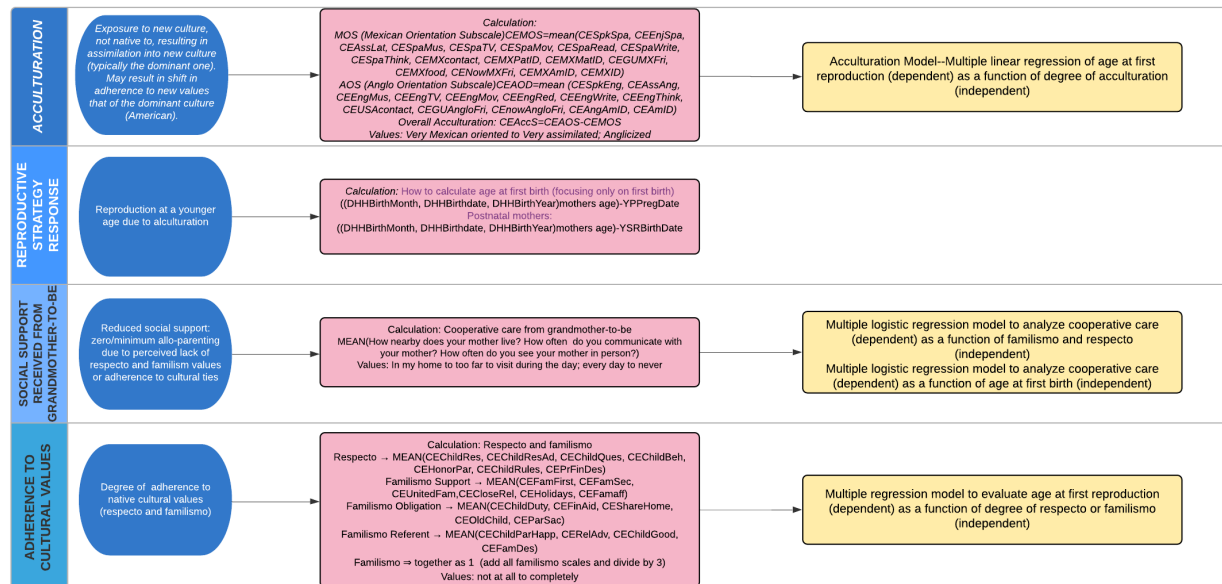 ACCULTURATION
Exposure to new culture,
not native to, resulting in
assimilation into new culture
(typically the dominant one).
May result in shift in
adherence to new values
that of the dominant culture
(American).
Calculation:
MOS (Mexican Orientation Subscale)CEMOS=mean(CESpkSpa, CEEnjSpa,
CEAssLat, CESpaMus, CESpaTV, CESpaMov, CESpaRead, CESpaWrite,
CESpaThink, CEMXcontact, CEMXPatID, CEMXMatID, CEGUMXFri,
CEMXfood, CENowMXFri, CEMXAmID, CEMXID)
AOS (Anglo Orientation Subscale)CEAOD=mean (CESpkEng, CEAssAng,
CEEngMus, CEEngTV, CEEngMov, CEEngRed, CEEngWrite, CEEngThink,
CEUSAcontact, CEGUAngloFri, CEnowAngloFri, CEAngAmID, CEAmID)
Overall Acculturation: CEAccS=CEAOS-CEMOS
Values: Very Mexican oriented to Very assimilated; Anglicized
Acculturation Model--Multiple linear regression of age at first
reproduction (dependent) as a function of degree of acculturation
(independent)
REPRODUCTIVE
STRATEGY
RESPONSE
Reproduction at a younger
age due to alculturation
Calculation: How to calculate age at first birth (focusing only on first birth)
((DHHBirthMonth, DHHBirthdate, DHHBirthYear)mothers age)-YPPregDate
Postnatal mothers:
((DHHBirthMonth, DHHBirthdate, DHHBirthYear)mothers age)-YSRBirthDate
SOCIAL SUPPORT
RECEIVED FROM
GRANDMOTHER-TO-BE
Reduced social support:
zero/minimum allo-parenting
due to perceived lack of
respecto and familism values
or adherence to cultural ties
Calculation: Cooperative care from grandmother-to-be
MEAN(How nearby does your mother live? How often do you communicate with
your mother? How often do you see your mother in person?)
Values: In my home to too far to visit during the day; every day to never
Multiple logistic regression model to analyze cooperative care
(dependent) as a function of familismo and respecto
(independent)
Multiple logistic regression model to analyze cooperative care
(dependent) as a function of age at first birth (independent)
ADHERENCE TO
CULTURAL VALUES
Degree of adherence to
native cultural values
(respecto and familismo)
Calculation: Respecto and familismo
Respecto → MEAN(CEChildRes, CEChildResAd, CEChildQues, CEChildBeh,
CEHonorPar, CEChildRules, CEPrFinDes)
Familismo Support → MEAN(CEFamFirst, CEFamSec,
CEUnitedFam,CECloseRel, CEHolidays, CEFamaff)
Familismo Obligation → MEAN(CEChildDuty, CEFinAid, CEShareHome,
CEOldChild, CEParSac)
Familismo Referent → MEAN(CEChildParHapp, CERelAdv, CEChildGood,
CEFamDes)
Familismo ⇒ together as 1 (add all familismo scales and divide by 3)
Values: not at all to completely
Multiple regression model to evaluate age at first reproduction
(dependent) as a function of degree of respecto or familismo
(independent)